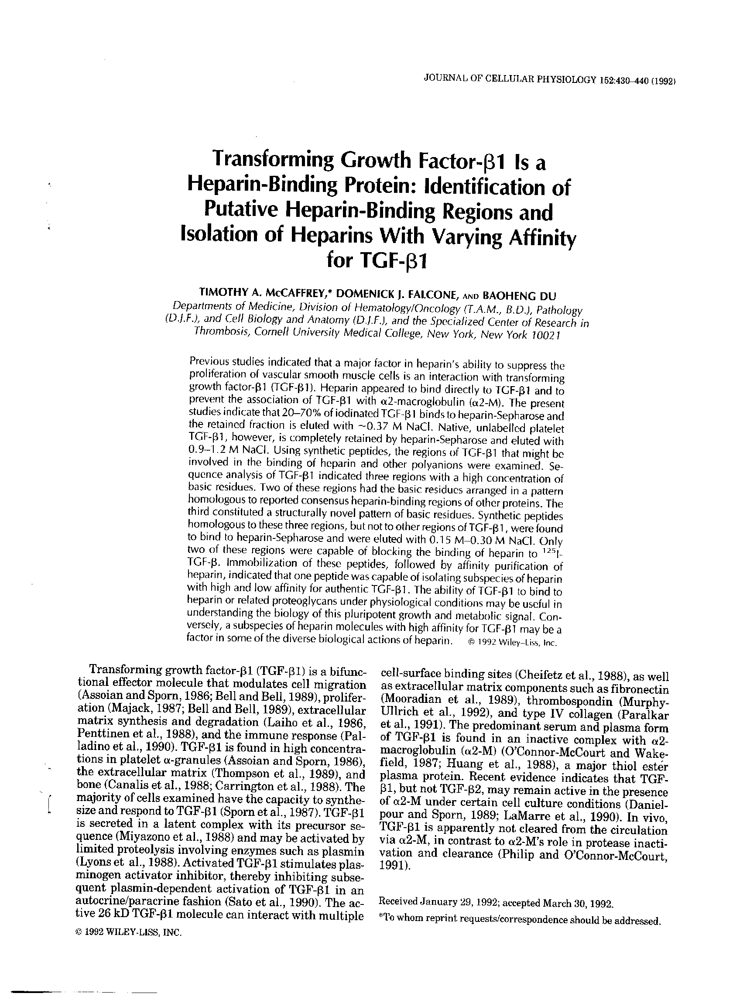 JOURNAL OF CELLULAR PHYSIOLOGY 152:430–440 (1992)
Transforming Growth Factor-β1 Is a
Heparin-Binding Protein: Identification of
Putative Heparin-Binding Regions and
Isolation of Heparins With Varying Affinity
for TGF-β1
TIMOTHY A. McCAFFREY,* DOMENICK J. FALCONE, AND BAOHENG DU
Departments of Medicine, Division of Hematology/Oncology (T.A.M., B.D.), Pathology
(D.J.F.), and Cell Biology and Anatomy (D.J.F.), and the Specialized Center of Research in
Thrombosis, Cornell University Medical College, New York, New York 10021
Previous studies indicated that a major factor in heparin's ability to suppress the
proliferation of vascular smooth muscle cells is an interaction with transforming
growth factor-β1 (TGF-β1). Heparin appeared to bind directly to TGF-β1 and to
prevent the association of TGF-β1 with α2-macroglobulin (α2-M). The present
studies indicate that 20–70% of iodinated TGF-β1 binds to heparin-Sepharose and
the retained fraction is eluted with ~0.37 M NaCl. Native, unlabelled platelet
TGF-β1, however, is completely retained by heparin-Sepharose and eluted with
0.9–1.2 M NaCl. Using synthetic peptides, the regions of TGF-β1 that might be
involved in the binding of heparin and other polyanions were examined. Se-
quence analysis of TGF-β1 indicated three regions with a high concentration of
basic residues. Two of these regions had the basic residues arranged in a pattern
homologous to reported consensus heparin-binding regions of other proteins. The
third constituted a structurally novel pattern of basic residues. Synthetic peptides
homologous to these three regions, but not to other regions of TGF-β1, were found
to bind to heparin-Sepharose and were eluted with 0.15 M–0.30 M NaCl. Only
two of these regions were capable of blocking the binding of heparin to ¹²⁵I-
TGF-β. Immobilization of these peptides, followed by affinity purification of
heparin, indicated that one peptide was capable of isolating subspecies of heparin
with high and low affinity for authentic TGF-β1. The ability of TGF-β1 to bind to
heparin or related proteoglycans under physiological conditions may be useful in
understanding the biology of this pluripotent growth and metabolic signal. Con-
versely, a subspecies of heparin molecules with high affinity for TGF-β1 may be a
factor in some of the diverse biological actions of heparin. © 1992 Wiley-Liss, Inc.
Transforming growth factor-β1 (TGF-β1) is a bifunc-
tional effector molecule that modulates cell migration
(Assoian and Sporn, 1986; Bell and Bell, 1989), prolifer-
ation (Majack, 1987; Bell and Bell, 1989), extracellular
matrix synthesis and degradation (Laiho et al., 1986,
Penttinen et al., 1988), and the immune response (Pal-
ladino et al., 1990). TGF-β1 is found in high concentra-
tions in platelet α-granules (Assoian and Sporn, 1986),
the extracellular matrix (Thompson et al., 1989), and
bone (Canalis et al., 1988; Carrington et al., 1988). The
majority of cells examined have the capacity to synthe-
size and respond to TGF-β1 (Sporn et al., 1987). TGF-β1
is secreted in a latent complex with its precursor se-
quence (Miyazono et al., 1988) and may be activated by
limited proteolysis involving enzymes such as plasmin
(Lyons et al., 1988). Activated TGF-β1 stimulates plas-
minogen activator inhibitor, thereby inhibiting subse-
quent plasmin-dependent activation of TGF-β1 in an
autocrine/paracrine fashion (Sato et al., 1990). The ac-
tive 26 kD TGF-β1 molecule can interact with multiple
© 1992 WILEY-LISS, INC.
cell-surface binding sites (Cheifetz et al., 1988), as well
as extracellular matrix components such as fibronectin
(Mooradian et al., 1989), thrombospondin (Murphy-
Ullrich et al., 1992), and type IV collagen (Paralkar
et al., 1991). The predominant serum and plasma form
of TGF-β1 is found in an inactive complex with α2-
macroglobulin (α2-M) (O'Connor-McCourt and Wake-
field, 1987; Huang et al., 1988), a major thiol ester
plasma protein. Recent evidence indicates that TGF-
β1, but not TGF-β2, may remain active in the presence
of α2-M under certain cell culture conditions (Daniel-
pour and Sporn, 1989; LaMarre et al., 1990). In vivo,
TGF-β1 is apparently not cleared from the circulation
via α2-M, in contrast to α2-M's role in protease inacti-
vation and clearance (Philip and O'Connor-McCourt,
1991).
Received January 29, 1992; accepted March 30, 1992.
*To whom reprint requests/correspondence should be addressed.